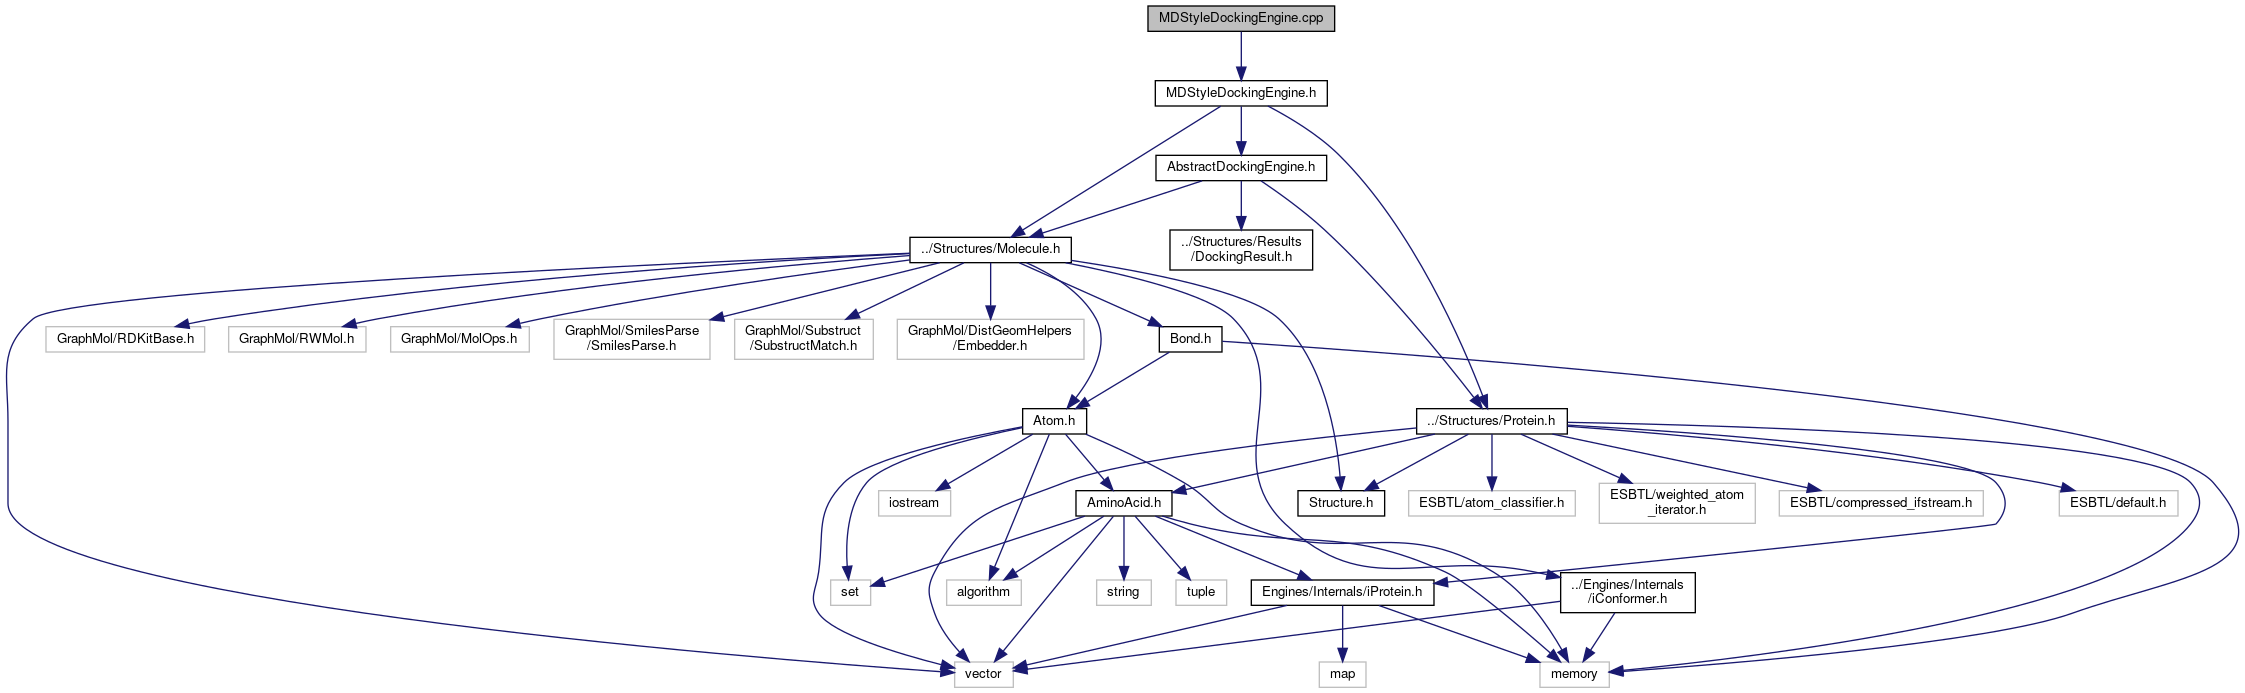 MDStyleDockingEngine.cpp
MDStyleDockingEngine.h
AbstractDockingEngine.h
../Structures/Molecule.h
../Structures/Results
/DockingResult.h
GraphMol/RDKitBase.h
GraphMol/RWMol.h
GraphMol/MolOps.h
GraphMol/SmilesParse
/SmilesParse.h
GraphMol/Substruct
/SubstructMatch.h
GraphMol/DistGeomHelpers
/Embedder.h
Bond.h
Atom.h
../Structures/Protein.h
iostream
AminoAcid.h
Structure.h
ESBTL/atom_classifier.h
ESBTL/weighted_atom
_iterator.h
ESBTL/compressed_ifstream.h
ESBTL/default.h
set
algorithm
string
tuple
Engines/Internals/iProtein.h
../Engines/Internals
/iConformer.h
vector
map
memory